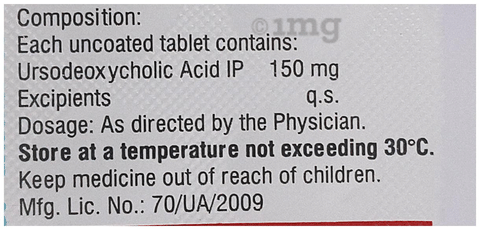 Composition:
©1mg
Each uncoated tablet contains:
Ursodeoxycholic Acid IP 150 mg
Excipients q.s.
Dosage: As directed by the Physician.
Store at a temperature not exceeding 30°C.
Keep medicine out of reach of children.
Mfg. Lic. No.: 70/UA/2009